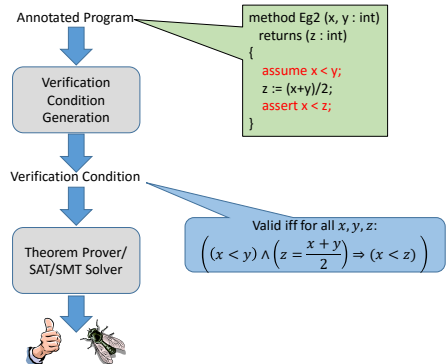 Annotated Program
method Eg2 (x, y : int)
returns (z : int)
{
assume x < y;
z := (x+y)/2;
assert x < z;
}
Verification
Condition
Generation
Verification Condition
Valid iff for all x, y, z:
((x < y) ∧ (z = (x + y)/2) ⇒ (x < z))
Theorem Prover/
SAT/SMT Solver